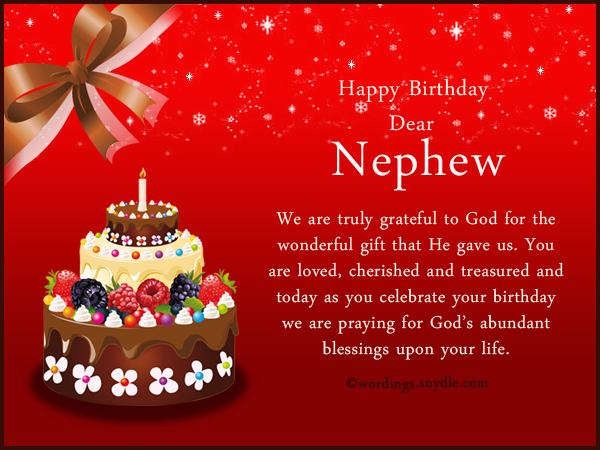 Happy Birthday
Dear
Nephew
We are truly grateful to God for the
wonderful gift that He gave us. You
are loved, cherished and treasured and
today as you celebrate your birthday
we are praying for God's abundant
blessings upon your life.
©wordings.snydle.com